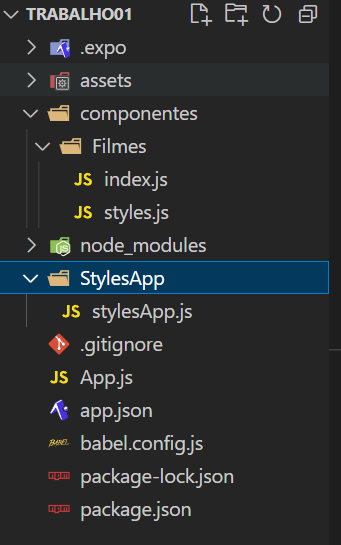 TRABALHO01
.expo
assets
componentes
Filmes
JS index.js
JS styles.js
node_modules
StylesApp
JS stylesApp.js
.gitignore
JS App.js
app.json
BABEL babel.config.js
package-lock.json
package.json